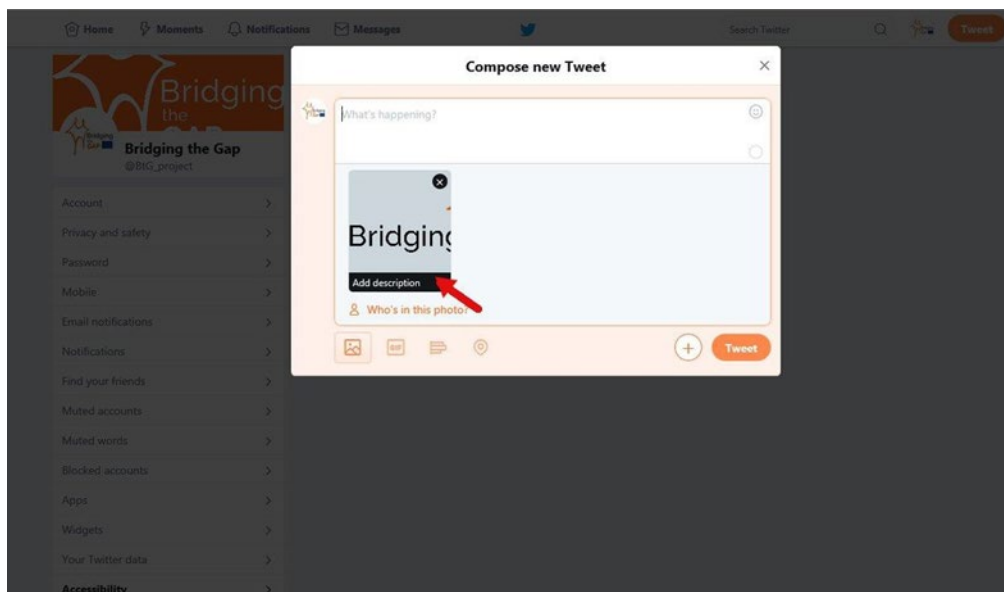 Home Moments Notifications Messages Search Twitter Tweet
Bridging
the
GAP
Bridging the Gap
@BtG_project
Account
Privacy and safety
Password
Mobile
Email notifications
Notifications
Find your friends
Muted accounts
Muted words
Blocked accounts
Apps
Widgets
Your Twitter data
Accessibility
Compose new Tweet
What's happening?
Bridging
Add description
Who's in this photo?
GIF
Tweet